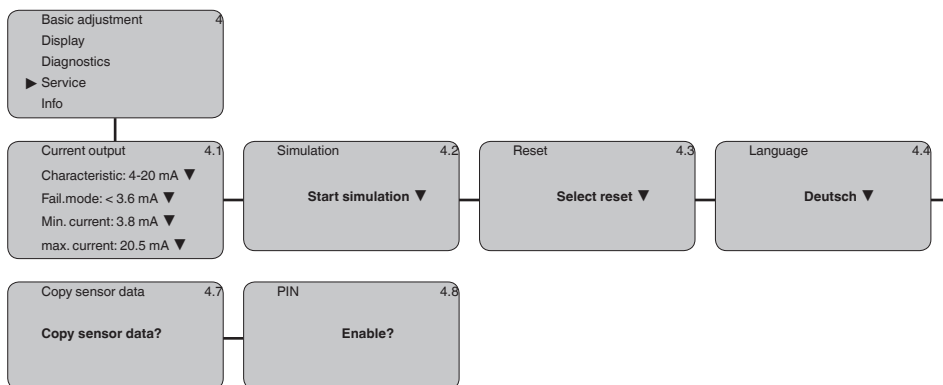 Basic adjustment 4
Display
Diagnostics
▶ Service
Info
Current output 4.1
Characteristic: 4-20 mA ▼
Fail.mode: < 3.6 mA ▼
Min. current: 3.8 mA ▼
max. current: 20.5 mA ▼
Simulation 4.2
Start simulation ▼
Reset 4.3
Select reset ▼
Language 4.4
Deutsch ▼
Copy sensor data 4.7
Copy sensor data?
PIN 4.8
Enable?